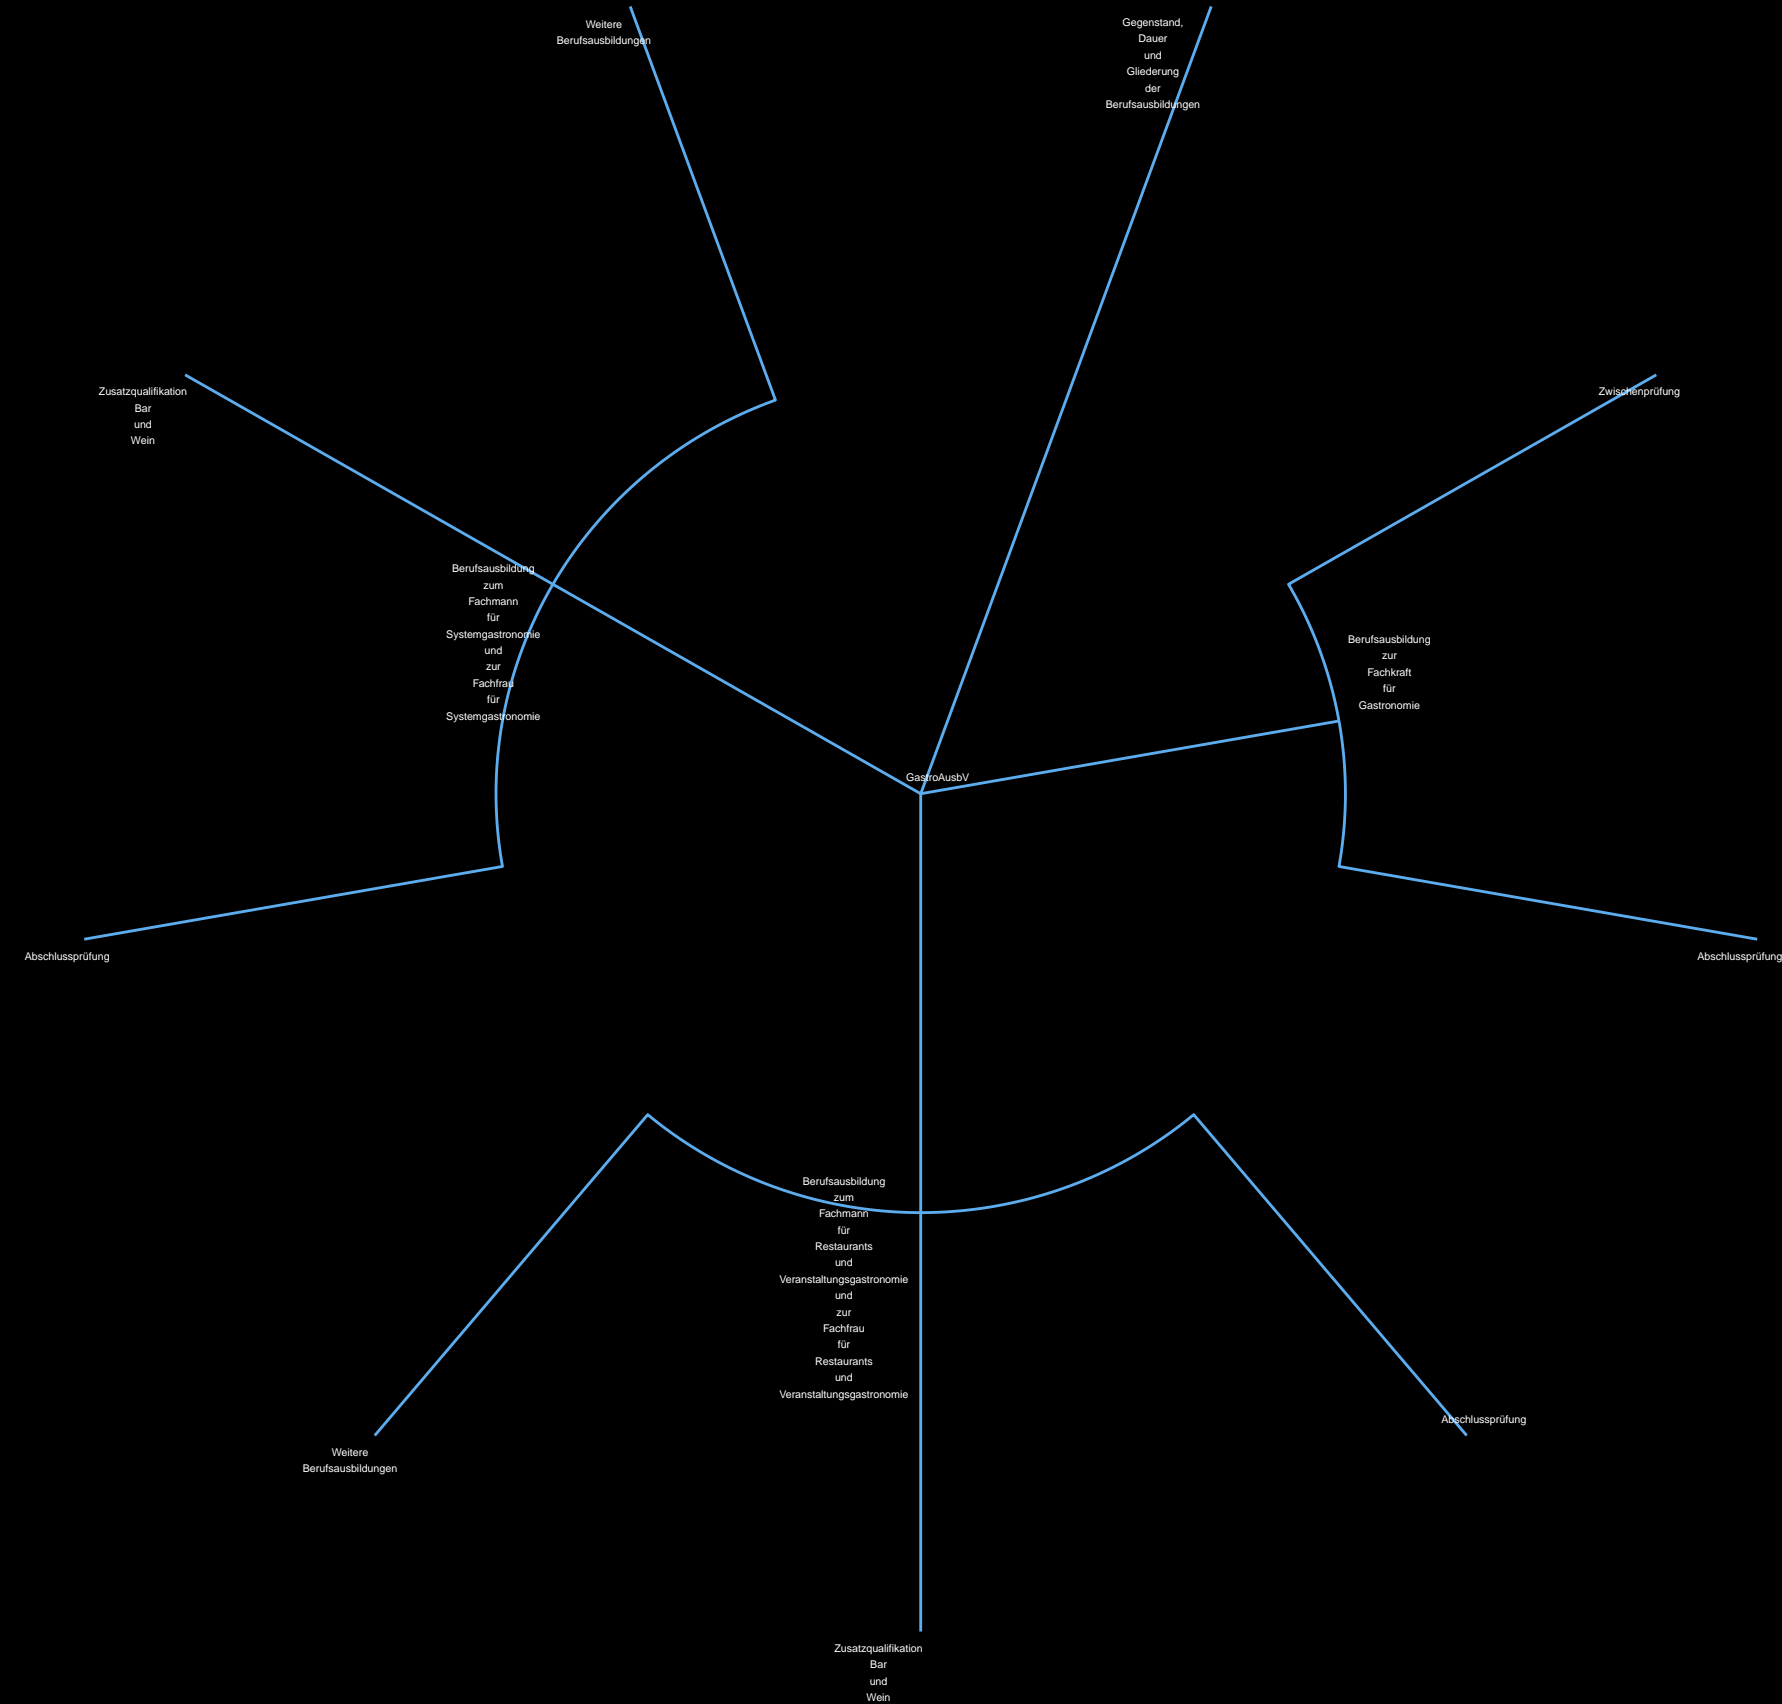 Weitere
Berufsausbildungen
Gegenstand,
Dauer
und
Gliederung
der
Berufsausbildungen
Zusatzqualifikation
Bar
und
Wein
Zwischenprüfung
Berufsausbildung
zum
Fachmann
für
Systemgastronomie
und
zur
Fachfrau
für
Systemgastronomie
Berufsausbildung
zur
Fachkraft
für
Gastronomie
GastroAusbV
Abschlussprüfung
Abschlussprüfung
Berufsausbildung
zum
Fachmann
für
Restaurants
und
Veranstaltungsgastronomie
und
zur
Fachfrau
für
Restaurants
und
Veranstaltungsgastronomie
Abschlussprüfung
Weitere
Berufsausbildungen
Zusatzqualifikation
Bar
und
Wein